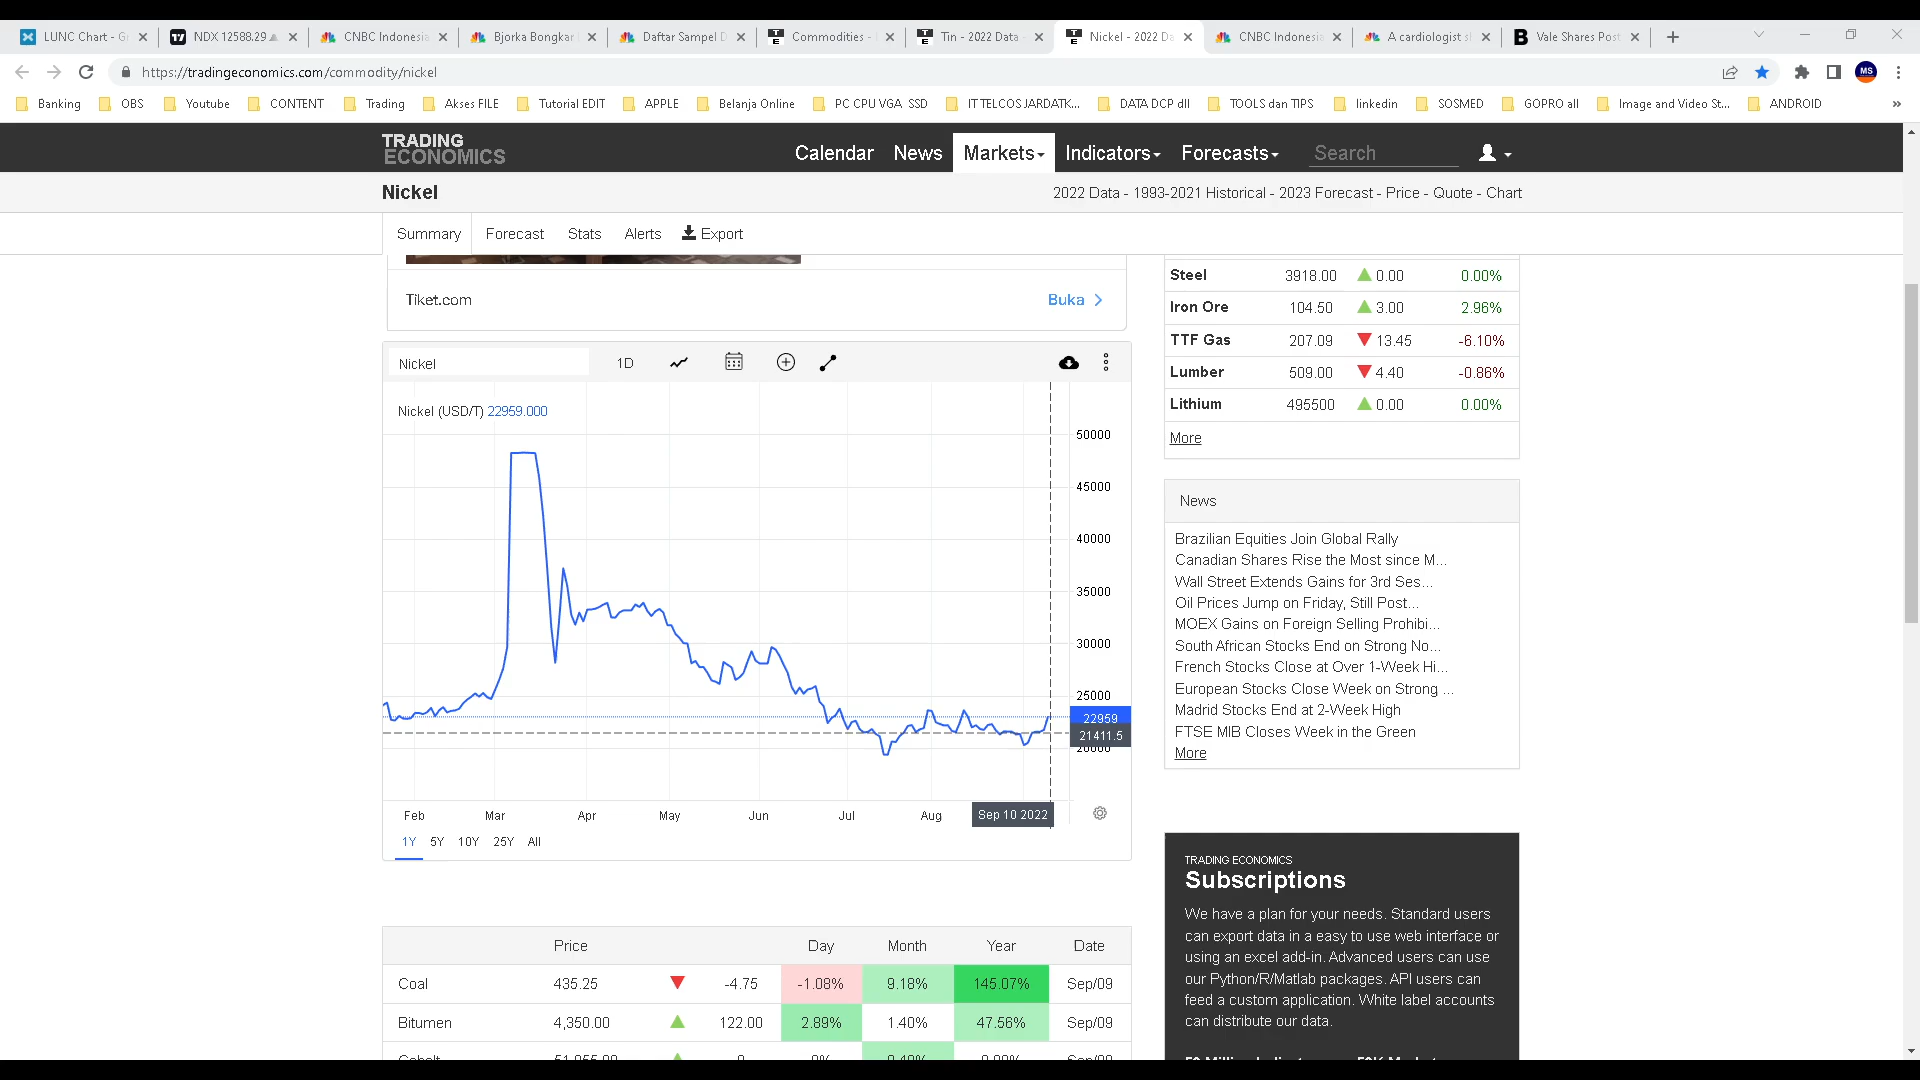 LUNC Chart - G
NDX 12588.29
CNBC Indonesia
Bjorka Bongkar
Daftar Sampel D
Commodities -
Tin - 2022 Data
Nickel - 2022 Da
CNBC Indonesia
A cardiologist s
Vale Shares Post
https://tradingeconomics.com/commodity/nickel
MS
Banking OBS Youtube CONTENT Trading Akses FILE Tutorial EDIT APPLE Belanja Online PC CPU VGA SSD IT TELCOS JARDATK... DATA DCP dll TOOLS dan TIPS linkedin SOSMED GOPRO all Image and Video St... ANDROID »
TRADING
ECONOMICS
Calendar News Markets Indicators Forecasts Search
Nickel
2022 Data - 1993-2021 Historical - 2023 Forecast - Price - Quote - Chart
Summary Forecast Stats Alerts Export
Tiket.com
Buka
Nickel
1D
Nickel (USD/T) 22959.000
50000
45000
40000
35000
30000
25000
22959
21411.5
20000
Feb Mar Apr May Jun Jul Aug Sep 10 2022
1Y 5Y 10Y 25Y All
Price Day Month Year Date
Coal 435.25 -4.75 -1.08% 9.18% 145.07% Sep/09
Bitumen 4,350.00 122.00 2.89% 1.40% 47.56% Sep/09
Steel 3918.00 0.00 0.00%
Iron Ore 104.50 3.00 2.96%
TTF Gas 207.09 13.45 -6.10%
Lumber 509.00 4.40 -0.86%
Lithium 495500 0.00 0.00%
More
News
Brazilian Equities Join Global Rally
Canadian Shares Rise the Most since M...
Wall Street Extends Gains for 3rd Ses...
Oil Prices Jump on Friday, Still Post...
MOEX Gains on Foreign Selling Prohibi...
South African Stocks End on Strong No...
French Stocks Close at Over 1-Week Hi...
European Stocks Close Week on Strong ...
Madrid Stocks End at 2-Week High
FTSE MIB Closes Week in the Green
More
TRADING ECONOMICS
Subscriptions
We have a plan for your needs. Standard users
can export data in a easy to use web interface or
using an excel add-in. Advanced users can use
our Python/R/Matlab packages. API users can
feed a custom application. White label accounts
can distribute our data.